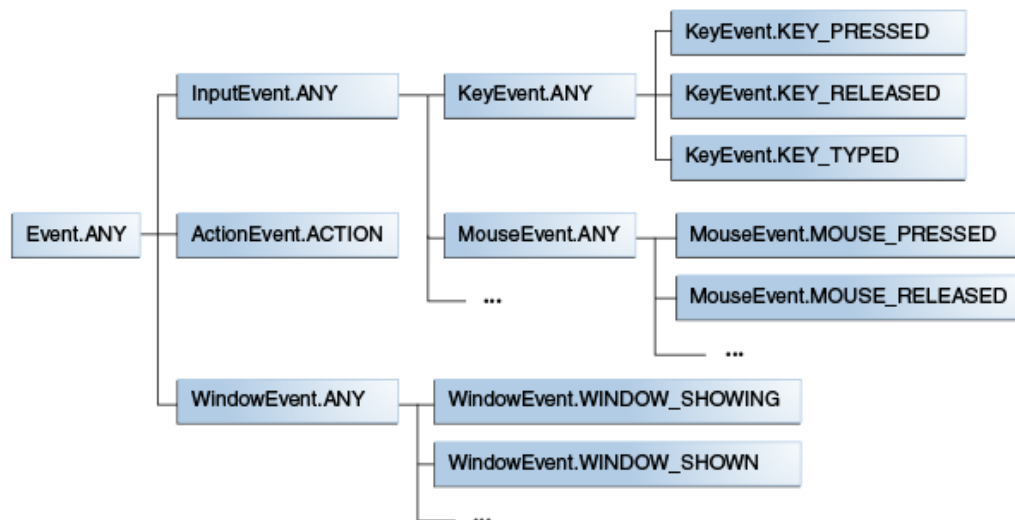 KeyEvent.KEY_PRESSED
InputEvent.ANY
KeyEvent.ANY
KeyEvent.KEY_RELEASED
KeyEvent.KEY_TYPED
Event.ANY
ActionEvent.ACTION
MouseEvent.ANY
MouseEvent.MOUSE_PRESSED
...
MouseEvent.MOUSE_RELEASED
...
WindowEvent.ANY
WindowEvent.WINDOW_SHOWING
WindowEvent.WINDOW_SHOWN
...